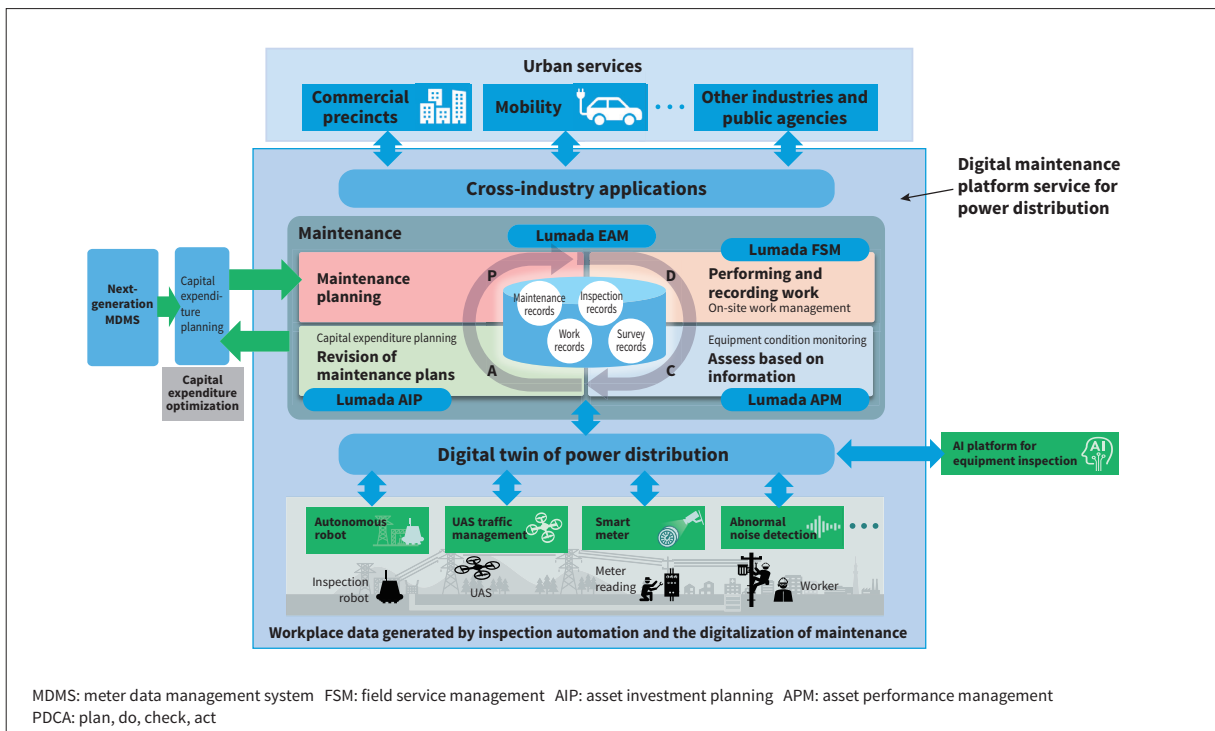 Urban services
Commercial
precincts
Mobility
Other industries and
public agencies
Cross-industry applications
Digital maintenance
platform service for
power distribution
Maintenance
Lumada EAM
Lumada FSM
Maintenance
planning
P
D
Performing and
recording work
On-site work management
Maintenance
records
Inspection
records
Work
records
Survey
records
Next-
generation
MDMS
Capital
expendi-
ture
planning
Capital
expenditure
optimization
Capital expenditure planning
Revision of
maintenance plans
A
C
Equipment condition monitoring
Assess based on
information
Lumada AIP
Lumada APM
Digital twin of power distribution
AI platform for
equipment inspection
AI
Autonomous
robot
UAS traffic
management
Smart
meter
Abnormal
noise detection
Inspection
robot
UAS
Meter
reading
Worker
Workplace data generated by inspection automation and the digitalization of maintenance
MDMS: meter data management system FSM: field service management AIP: asset investment planning APM: asset performance management
PDCA: plan, do, check, act